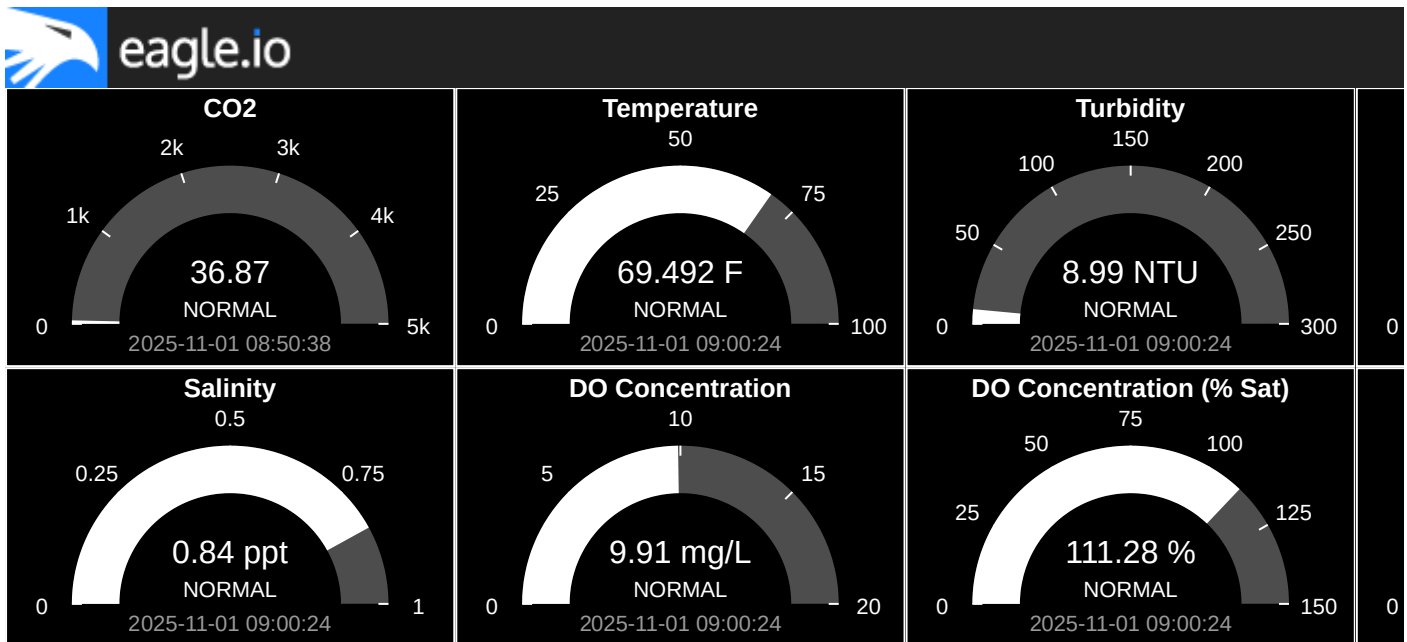 eagle.io
CO2
0
1k
2k
3k
4k
5k
36.87
NORMAL
2025-11-01 08:50:38
Temperature
0
25
50
75
100
69.492 F
NORMAL
2025-11-01 09:00:24
Turbidity
0
50
100
150
200
250
300
8.99 NTU
NORMAL
2025-11-01 09:00:24
0
Salinity
0
0.25
0.5
0.75
1
0.84 ppt
NORMAL
2025-11-01 09:00:24
DO Concentration
0
5
10
15
20
9.91 mg/L
NORMAL
2025-11-01 09:00:24
DO Concentration (% Sat)
0
25
50
75
100
125
150
111.28 %
NORMAL
2025-11-01 09:00:24
0